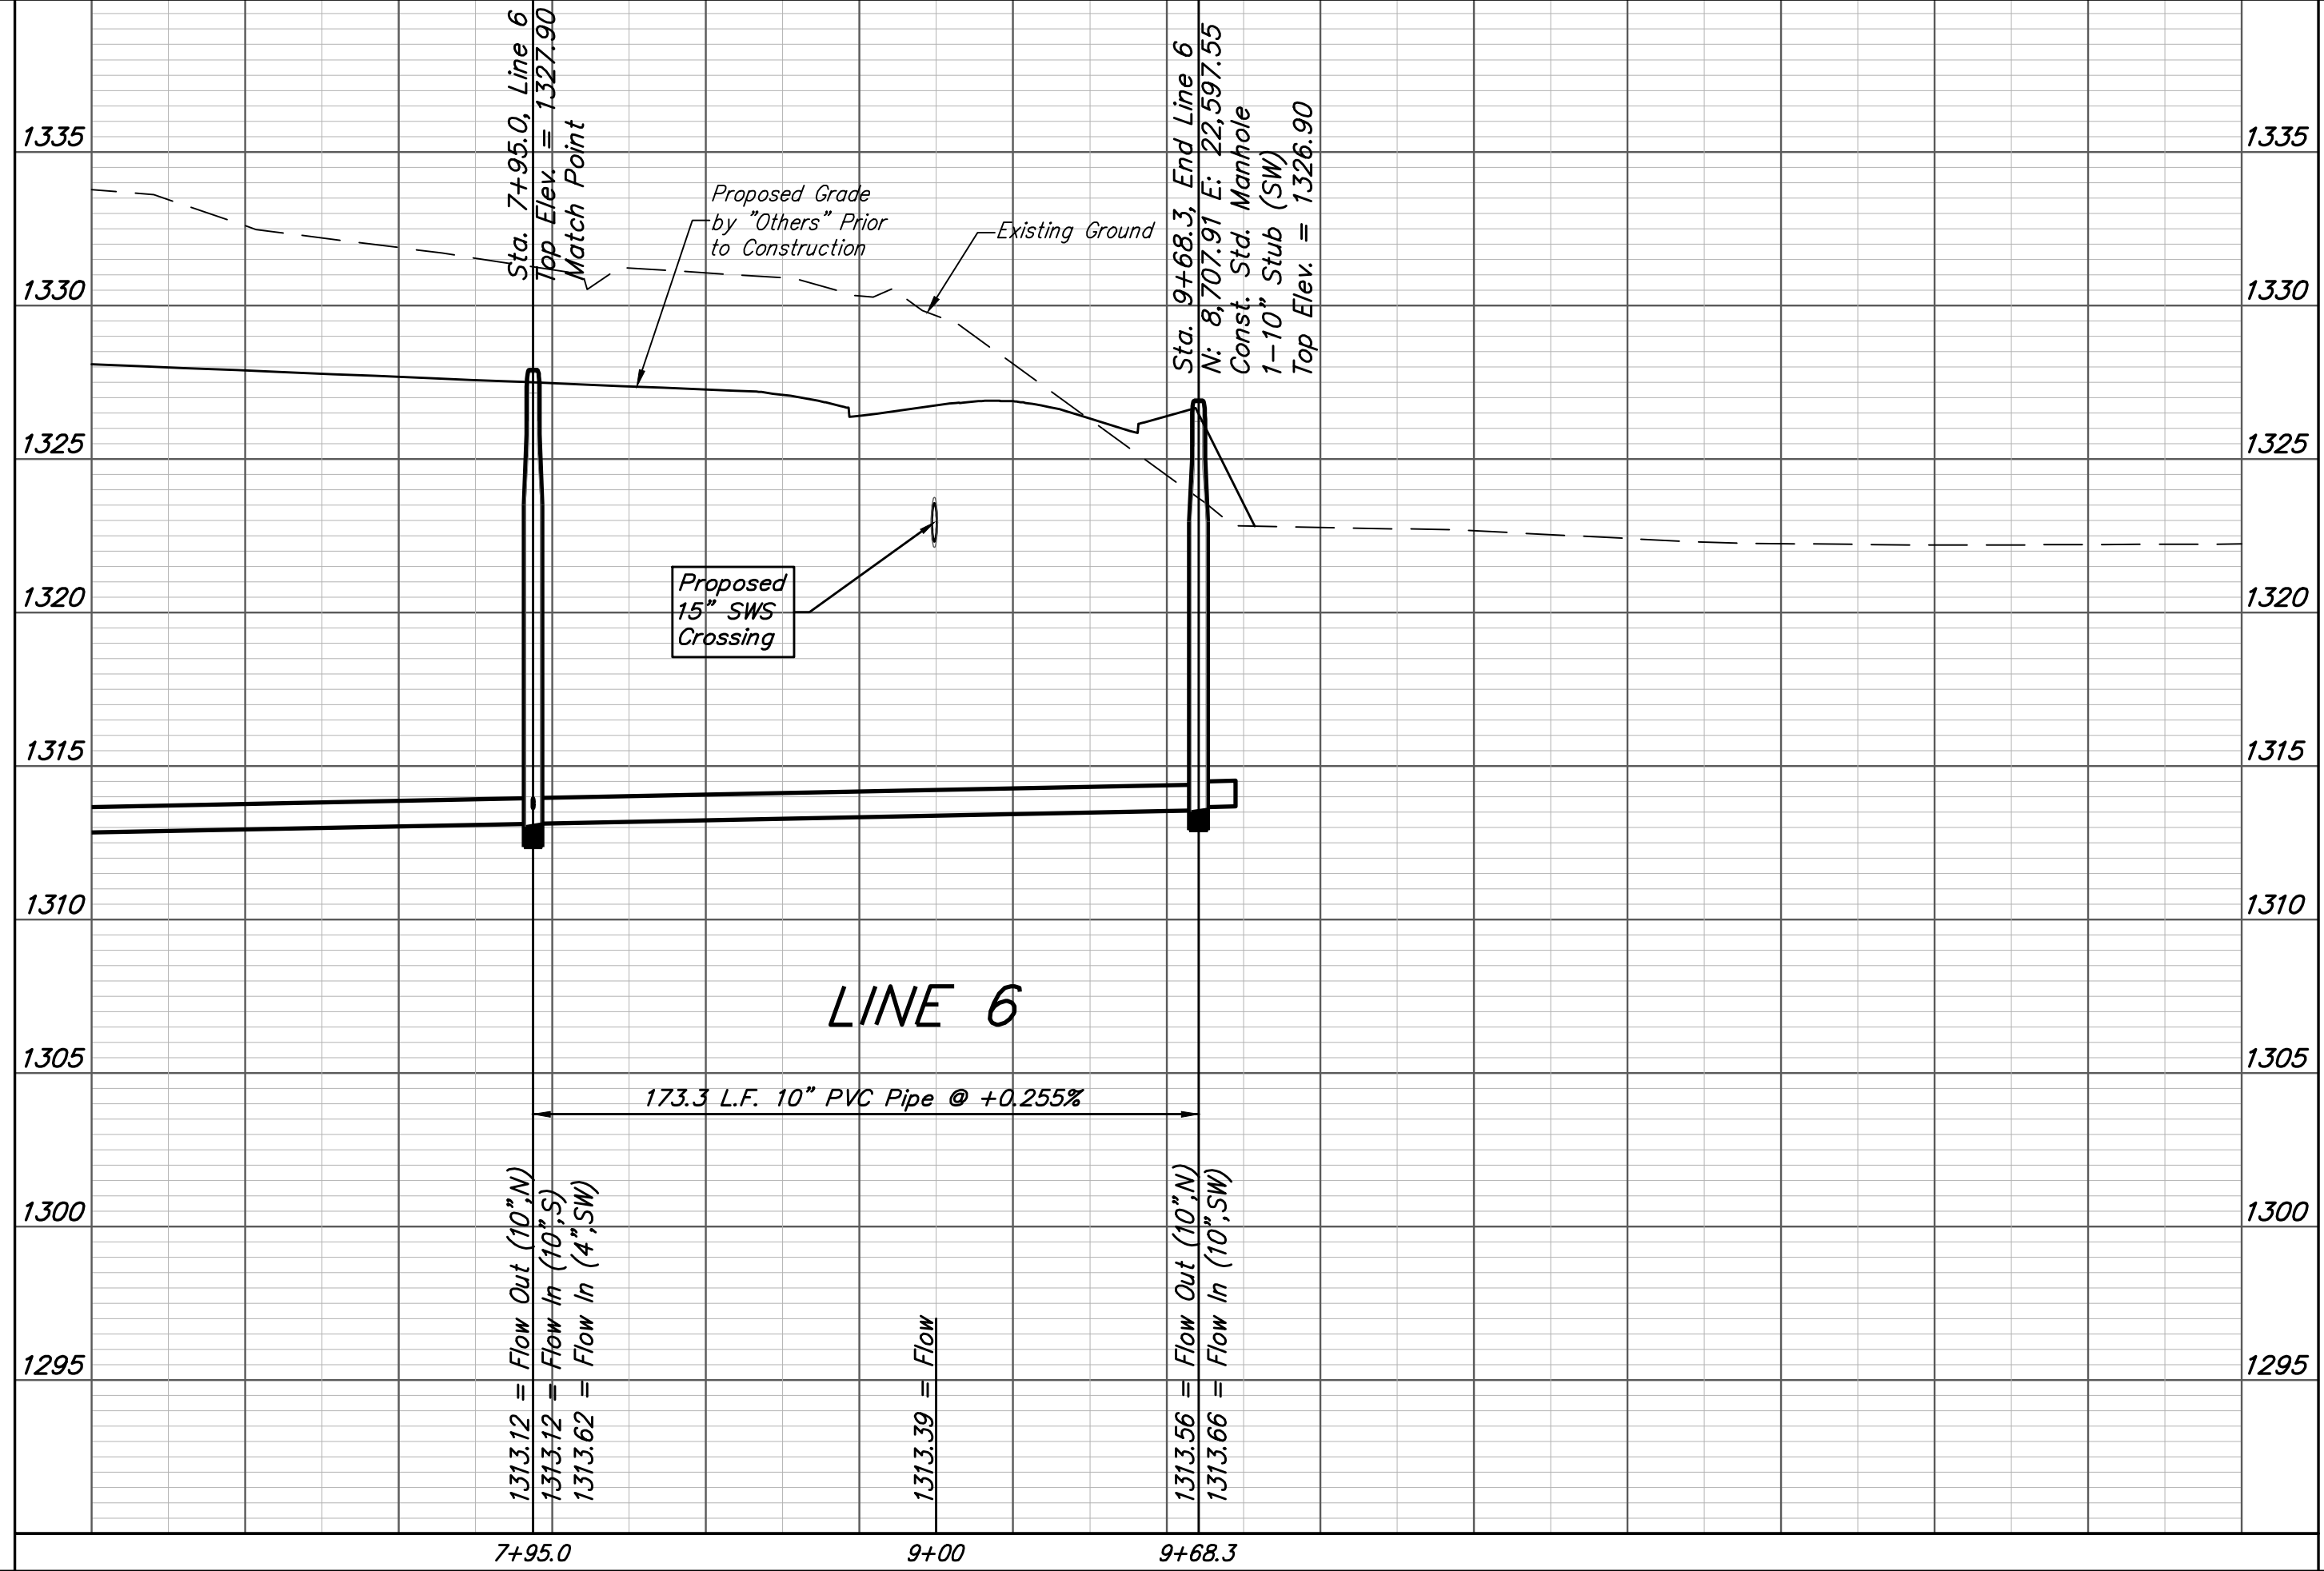 Sta. 7+95.0, Line 6
Top Elev. = 1327.90
Match Point
Sta. 9+68.3, End Line 6
N: 8,707.91 E: 22,597.55
Const. Std. Manhole
1-10" Stub (SW)
Top Elev. = 1326.90
Proposed Grade
by "Others" Prior
to Construction
Existing Ground
1335
1335
1330
1330
1325
1325
1320
1320
Proposed
15" SWS
Crossing
1315
1315
1310
1310
LINE 6
1305
1305
173.3 L.F. 10" PVC Pipe @ +0.255%
1300
1300
1295
1295
1313.12 = Flow Out (10",N)
1313.12 = Flow In (10",S)
1313.62 = Flow In (4",SW)
1313.39 = Flow
1313.56 = Flow Out (10",N)
1313.66 = Flow In (10",SW)
7+95.0
9+00
9+68.3